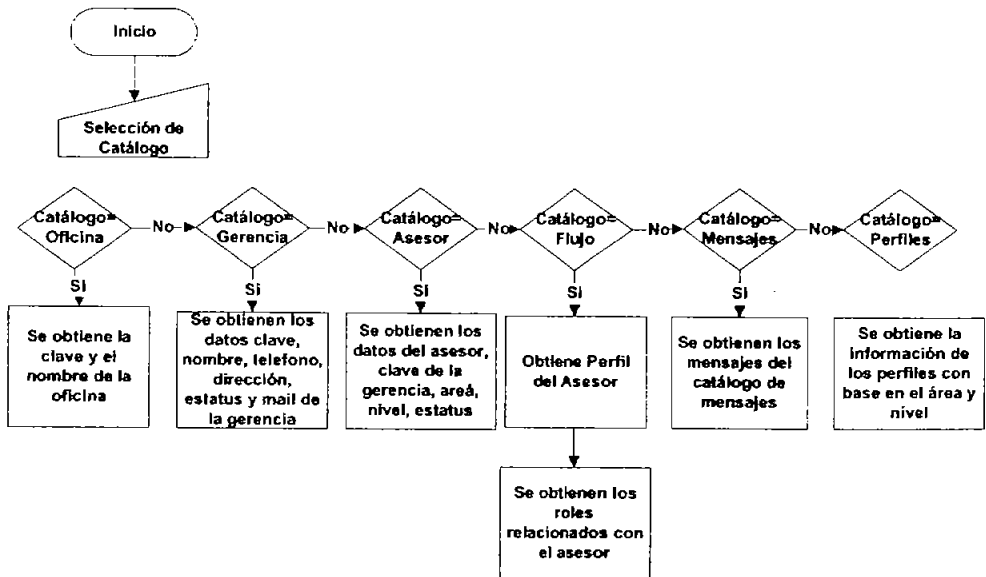 Inicio
Selección de
Catálogo
Catálogo=
Oficina
No
Catálogo=
Gerencia
No
Catálogo=
Asesor
No
Catálogo=
Flujo
No
Catálogo=
Mensajes
No
Catálogo=
Perfiles
Si
Si
Si
Si
Si
Se obtiene la
clave y el
nombre de la
oficina
Se obtienen los
datos clave,
nombre, telefono,
dirección,
estatus y mail de
la gerencia
Se obtienen los
datos del asesor,
clave de la
gerencia, areá,
nivel, estatus
Obtiene Perfil
del Asesor
Se obtienen los
mensajes del
catálogo de
mensajes
Se obtiene la
información de
los perfiles con
base en el área y
nivel
Se obtienen los
roles
relacionados con
el asesor